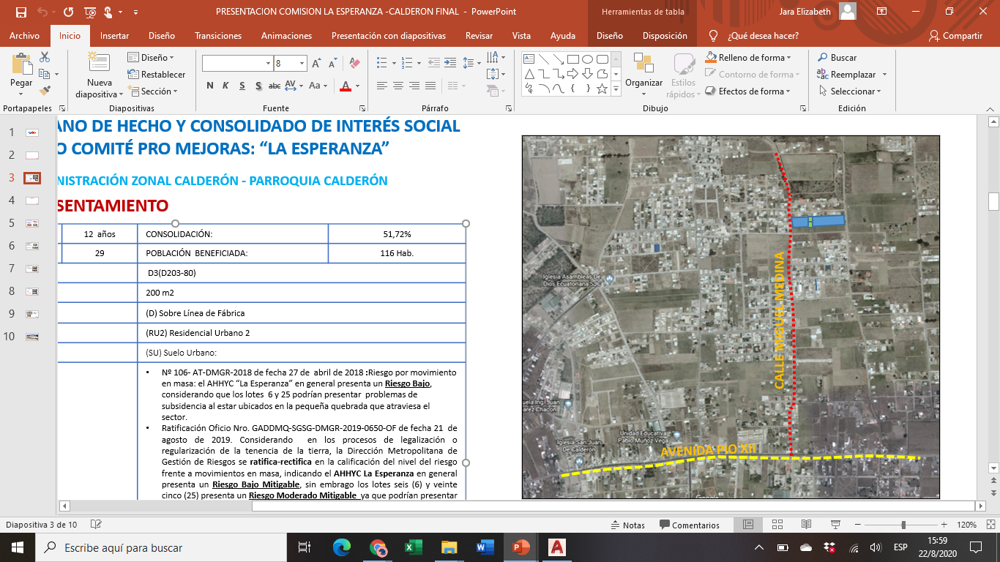 PRESENTACION COMISION LA ESPERANZA -CALDERON FINAL - PowerPoint
Herramientas de tabla
Jara Elizabeth
Archivo Inicio Insertar Diseño Transiciones Animaciones Presentación con diapositivas Revisar Vista Ayuda Diseño Disposición ¿Qué desea hacer? Compartir
Pegar
Nueva diapositiva
Diseño
Restablecer
Sección
8
N K S S abc AV Aa A
Organizar
Estilos rápidos
Relleno de forma
Contorno de forma
Efectos de forma
Buscar
Reemplazar
Seleccionar
Portapapeles Diapositivas Fuente Párrafo Dibujo Edición
1
2
3
4
5
6
7
8
9
10
ANO DE HECHO Y CONSOLIDADO DE INTERÉS SOCIAL
O COMITÉ PRO MEJORAS: “LA ESPERANZA”
NISTRACIÓN ZONAL CALDERÓN - PARROQUIA CALDERÓN
SENTAMIENTO
12 años CONSOLIDACIÓN: 51,72%
29 POBLACIÓN BENEFICIADA: 116 Hab.
D3(D203-80)
200 m2
(D) Sobre Línea de Fábrica
(RU2) Residencial Urbano 2
(SU) Suelo Urbano:
• Nº 106- AT-DMGR-2018 de fecha 27 de abril de 2018 :Riesgo por movimiento
en masa: el AHHYC “La Esperanza” en general presenta un Riesgo Bajo,
considerando que los lotes 6 y 25 podrían presentar problemas de
subsidencia al estar ubicados en la pequeña quebrada que atraviesa el
sector.
• Ratificación Oficio Nro. GADDMQ-SGSG-DMGR-2019-0650-OF de fecha 21 de
agosto de 2019. Considerando en los procesos de legalización o
regularización de la tenencia de la tierra, la Dirección Metropolitana de
Gestión de Riesgos se ratifica-rectifica en la calificación del nivel del riesgo
frente a movimientos en masa, indicando el AHHYC La Esperanza en general
presenta un Riesgo Bajo Mitigable, sin embrago los lotes seis (6) y veinte
cinco (25) presenta un Riesgo Moderado Mitigable ya que podrían presentar
CALLE MIGUEL MEDINA
Iglesia Asambleas De
Dios Ecuatoriana SJC
uela Ing Juan
arez Chacon
Unidad Educativa
Pablo Muñoz Vega
Iglesia San Juan
De Calderón
AVENIDA PIO XII
Google
Diapositiva 3 de 10 Notas Comentarios 120%
Escribe aquí para buscar
ESP
15:59
22/8/2020